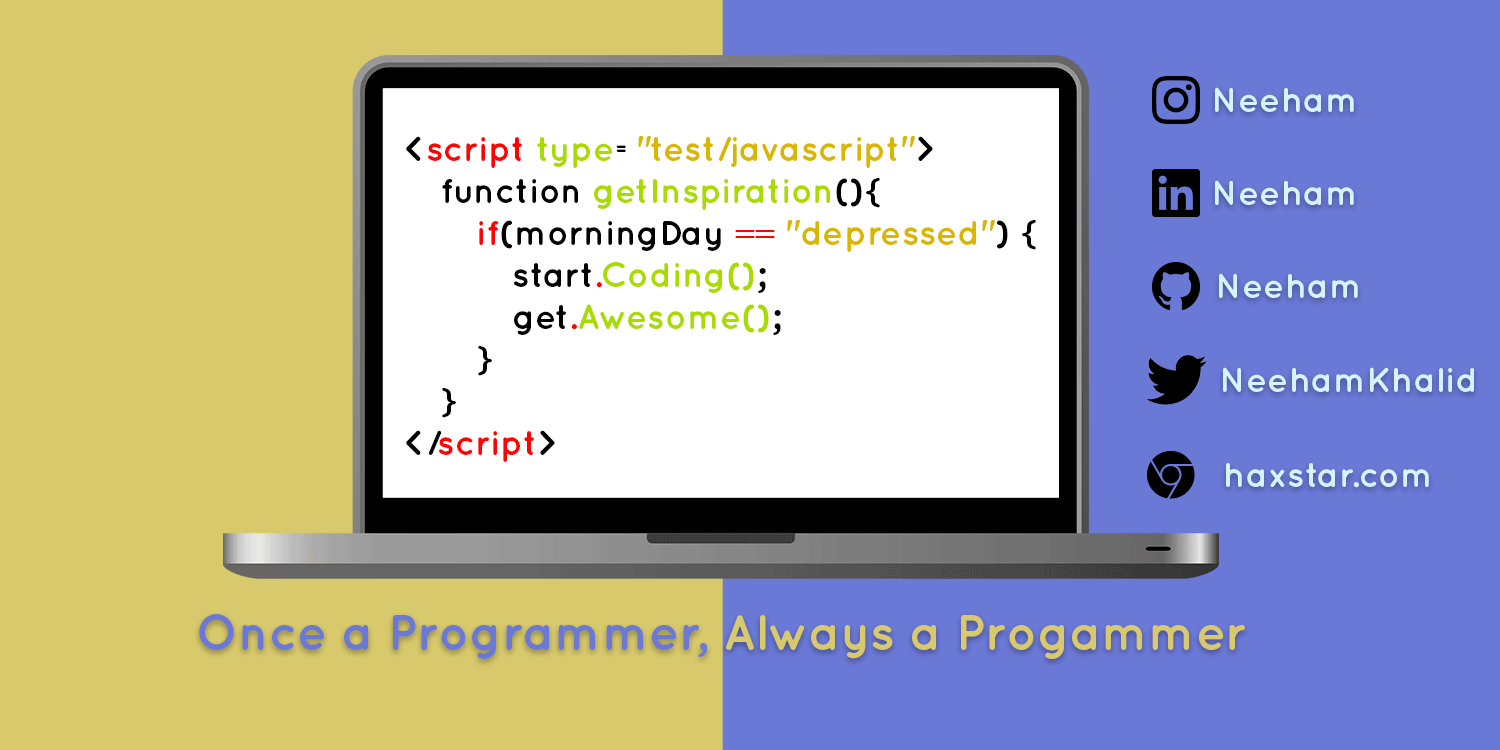 <script type= "test/javascript">
function getInspiration(){
if(morningDay == "depressed") {
start.Coding();
get.Awesome();
}
}
</script>
Neeham
Neeham
Neeham
NeehamKhalid
haxstar.com
Once a Programmer, Always a Progammer